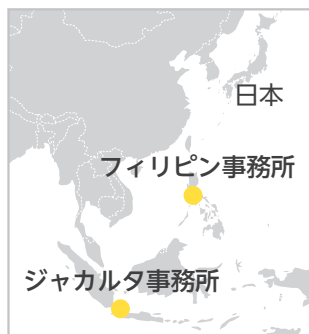 日本
フィリピン事務所
ジャカルタ事務所